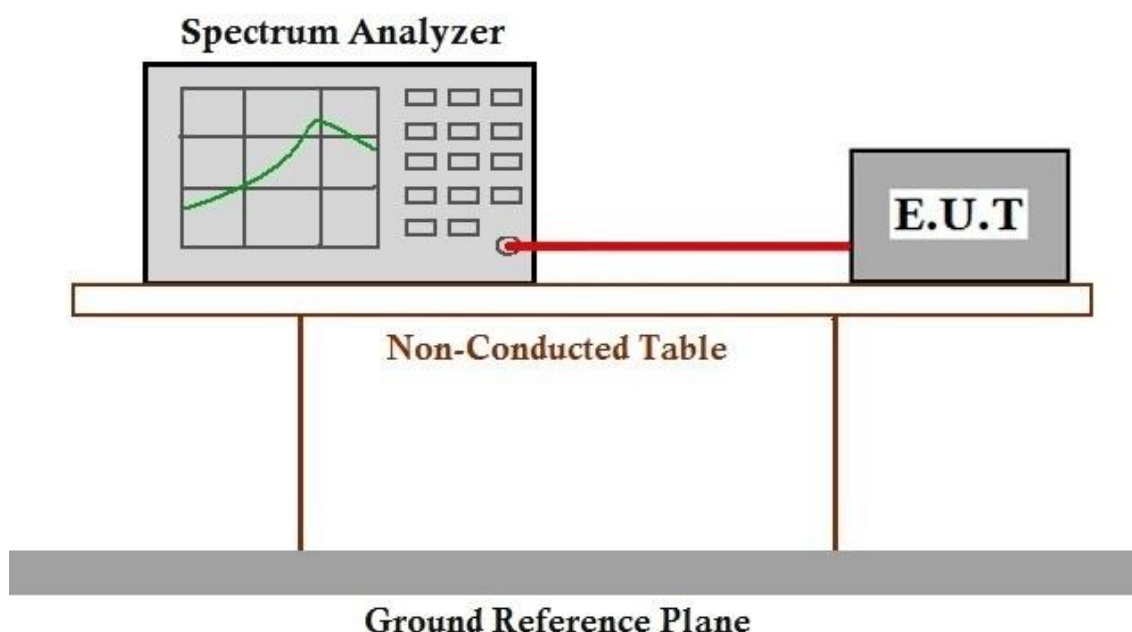 Spectrum Analyzer
E.U.T
Non-Conducted Table
Ground Reference Plane